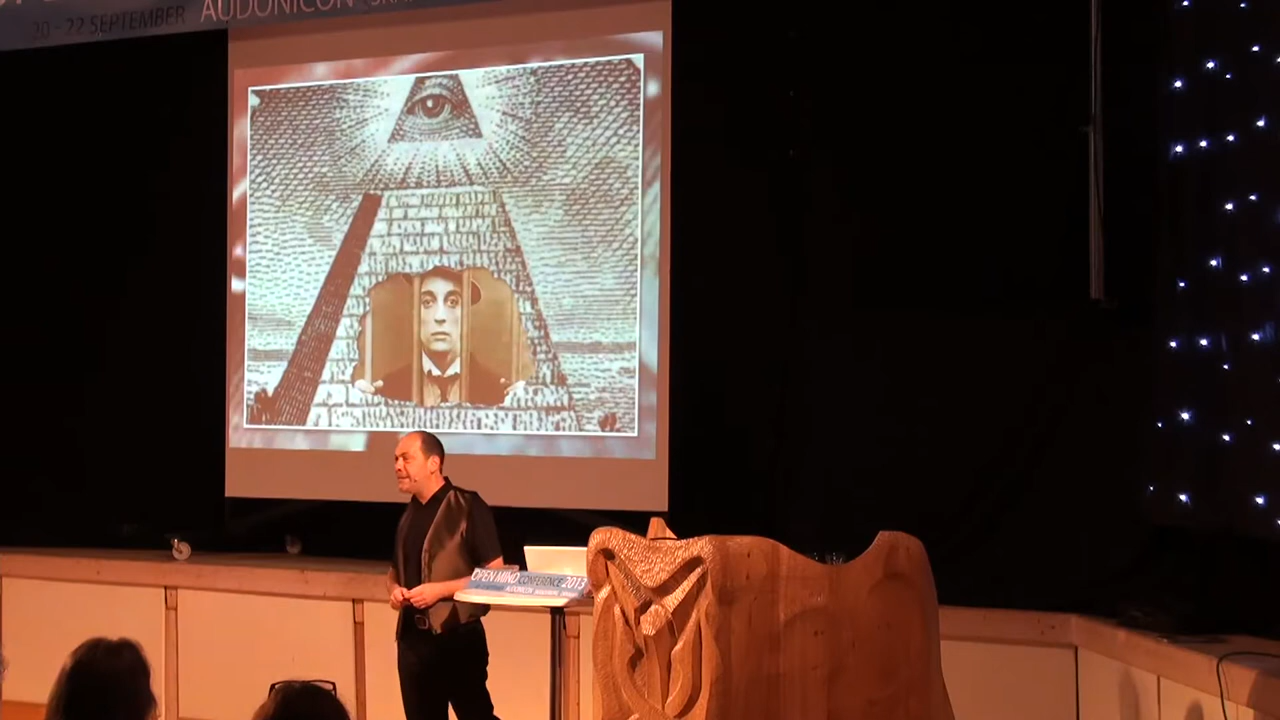 20 - 22 SEPTEMBER AUDONICON
OPEN MIND CONFERENCE 2013
AUDONICON